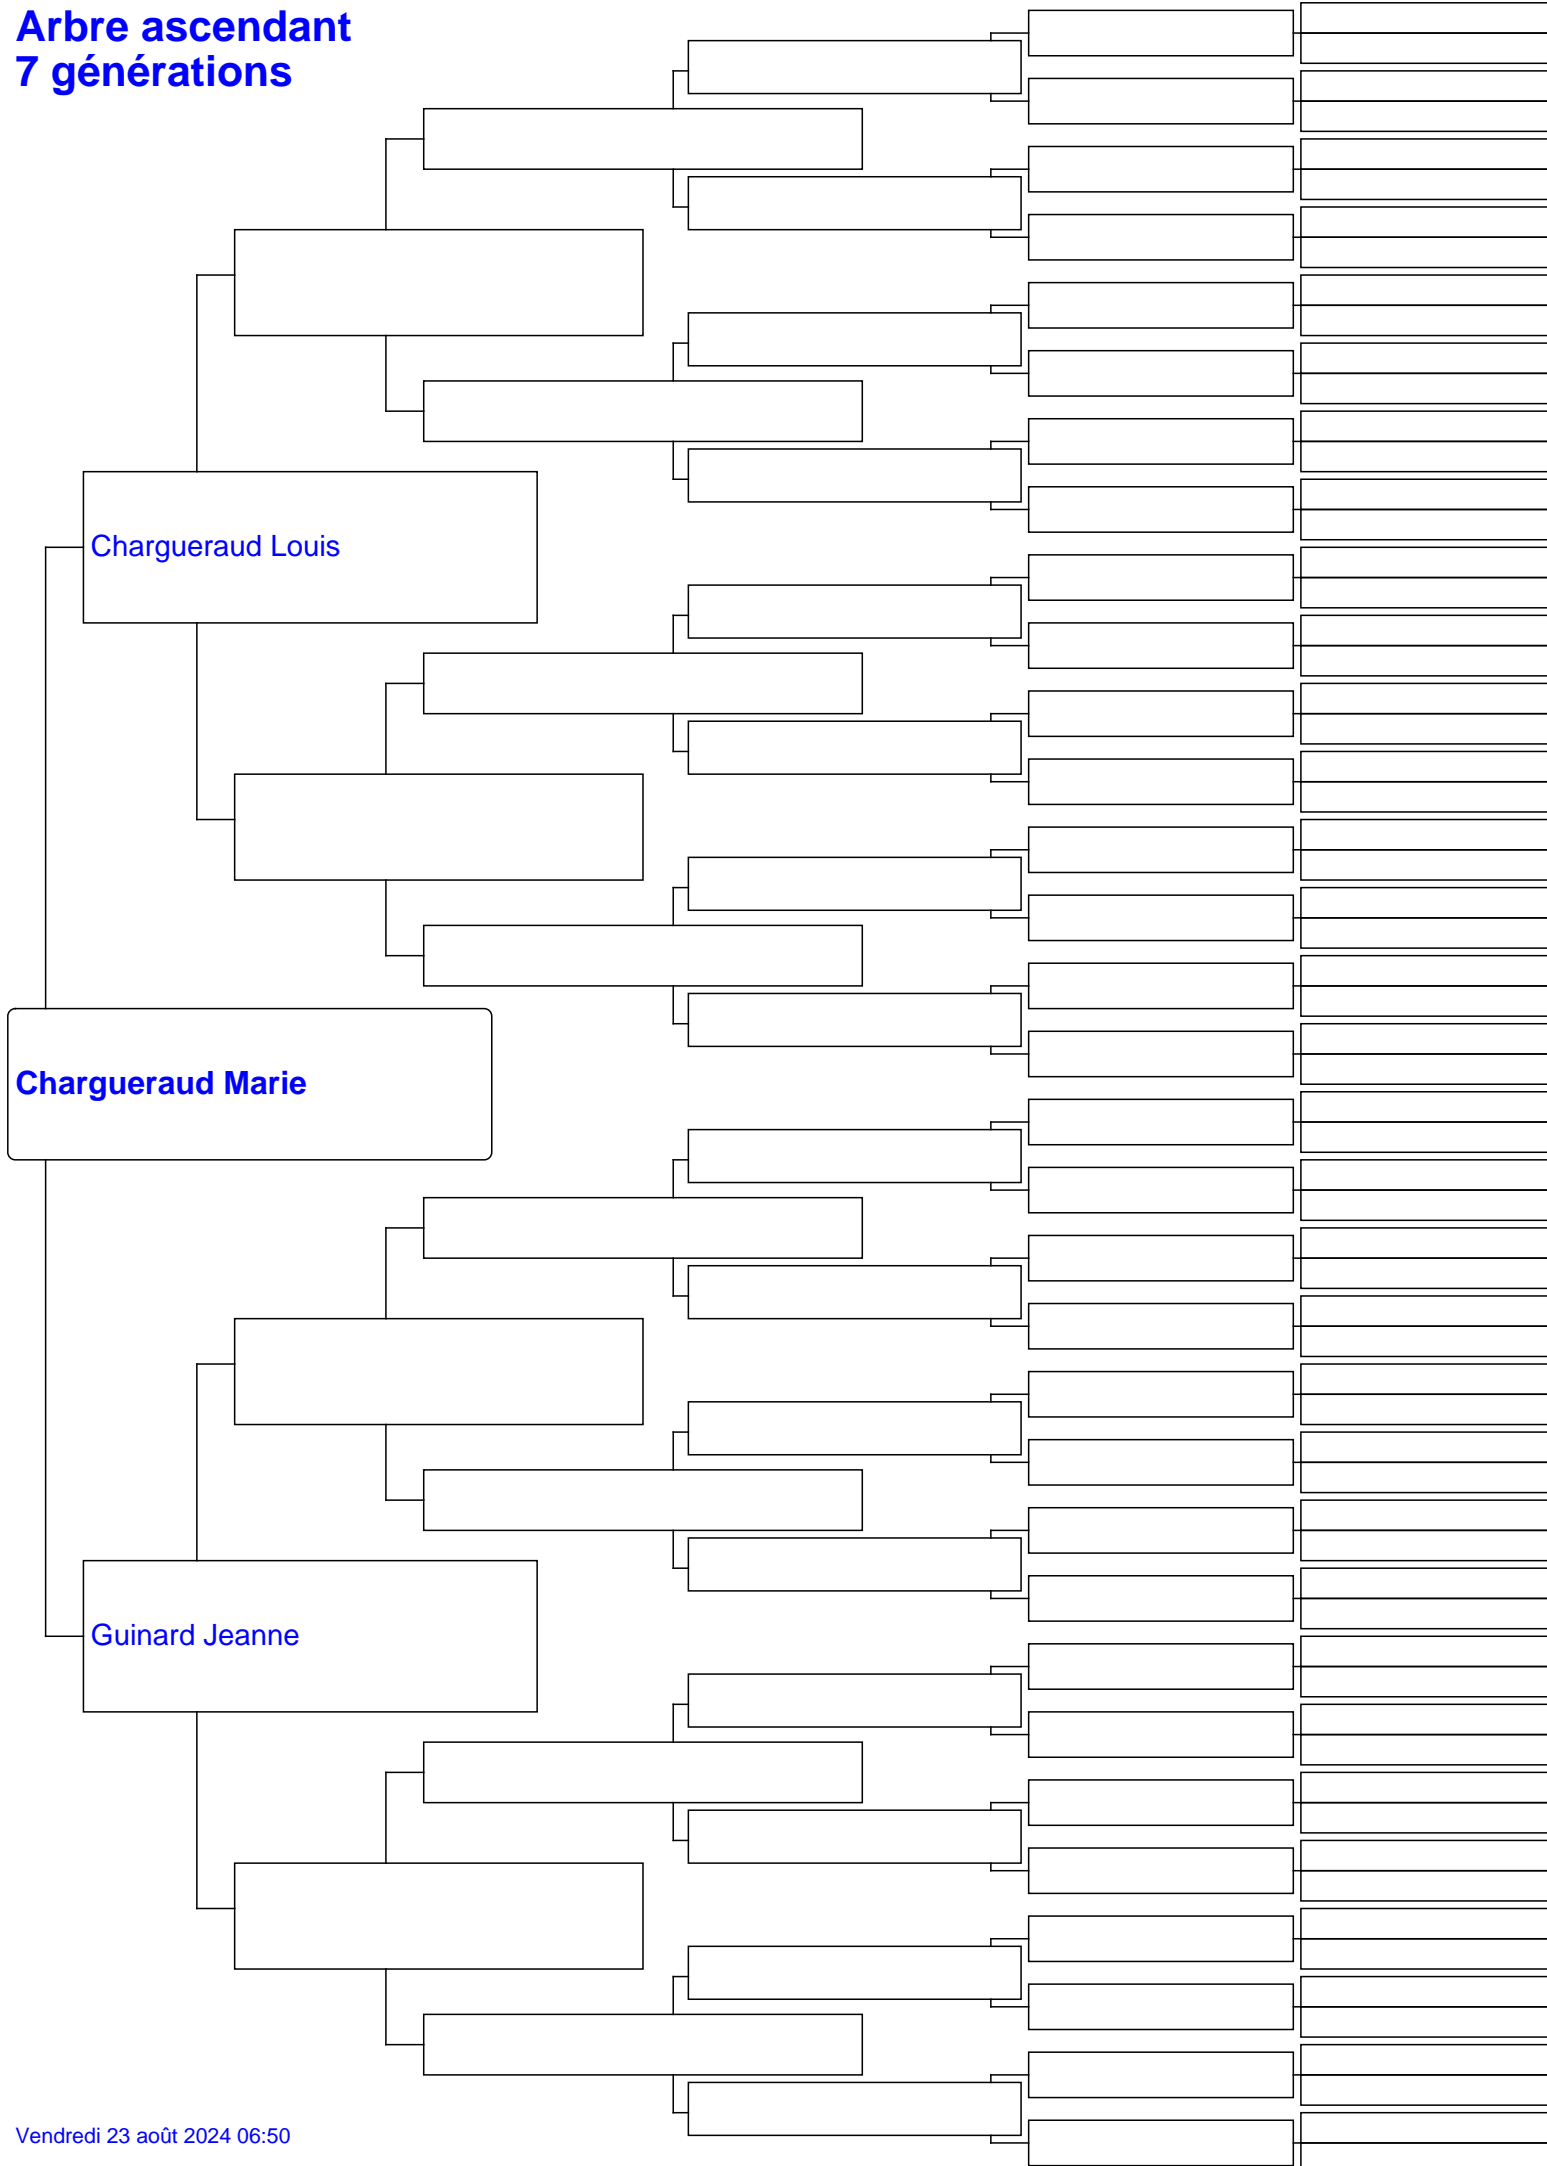 Arbre ascendant
7 générations
Chargueraud Louis
Chargueraud Marie
Guinard Jeanne
Vendredi 23 août 2024 06:50